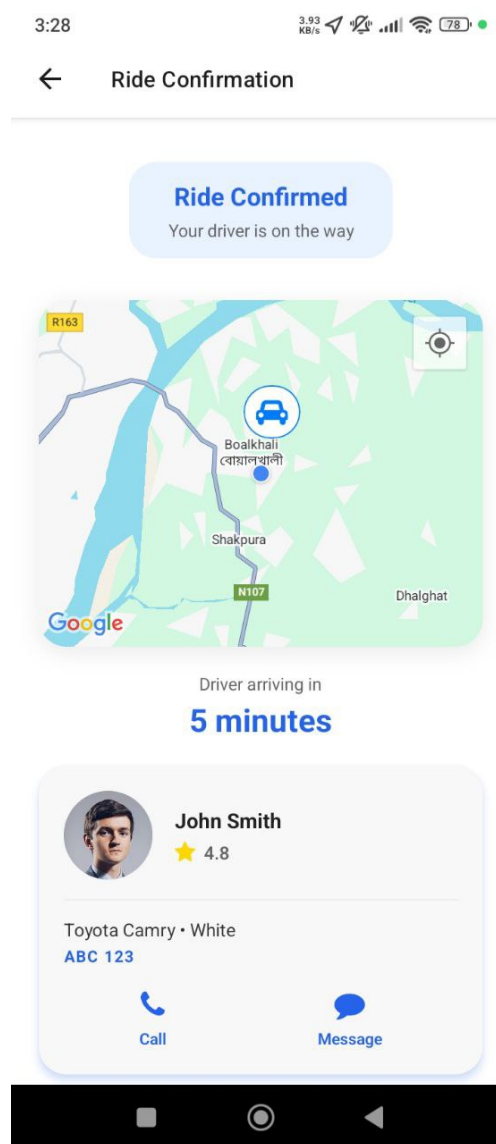 3:28
3.93
KB/s
78
Ride Confirmation
Ride Confirmed
Your driver is on the way
R163
Boalkhali
বোয়ালখালী
Shakpura
N107
Dhalghat
Google
Driver arriving in
5 minutes
John Smith
4.8
Toyota Camry • White
ABC 123
Call
Message